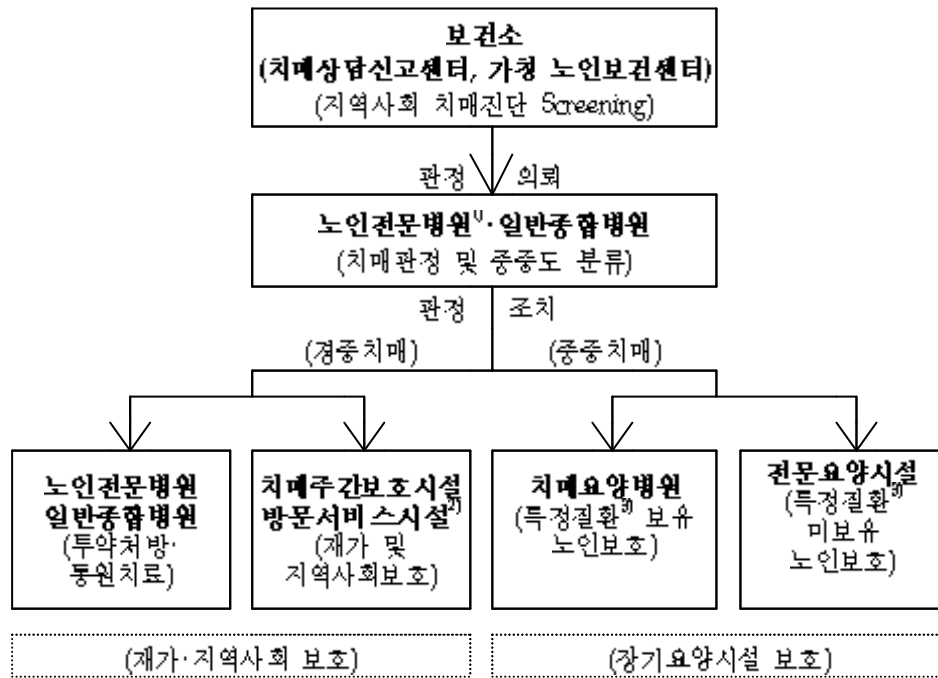 보건소
(치매상담신고센터, 가칭 노인보건센터)
(지역사회 치매진단 Screening)
판정 의뢰
노인전문병원¹⁾·일반종합병원
(치매판정 및 중증도 분류)
판정 조치
(경증치매) (중증치매)
노인전문병원
일반종합병원
(투약처방·
통원치료)
치매주간보호시설
방문서비스시설²⁾
(재가 및
지역사회보호)
치매요양병원
(특정질환³⁾ 보유
노인보호)
전문요양시설
(특정질환³⁾
미보유
노인보호)
(재가·지역사회 보호)
(장기요양시설 보호)